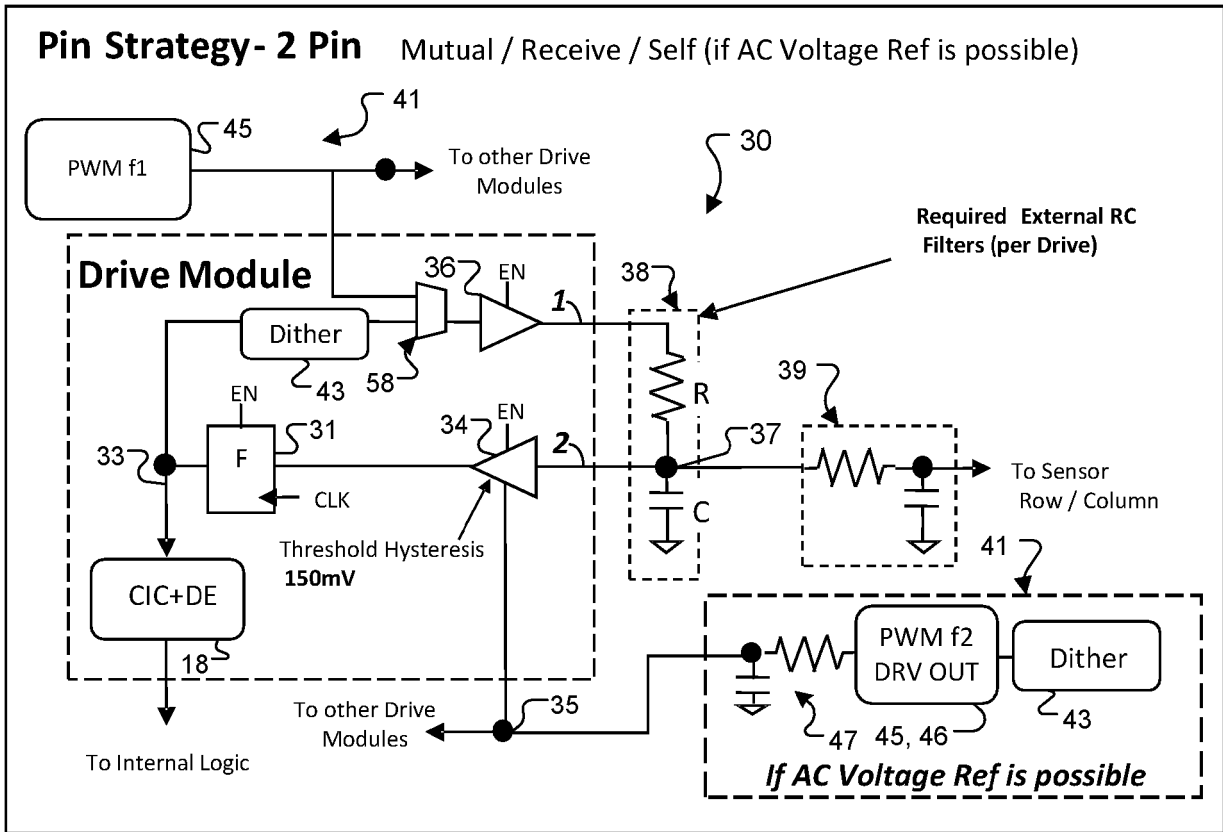 Pin Strategy- 2 Pin Mutual / Receive / Self (if AC Voltage Ref is possible)
45
41
PWM f1
To other Drive
Modules
30
Required External RC
Filters (per Drive)
Drive Module
36
EN
1
38
Dither
43
58
R
39
EN
31
F
CLK
33
34
EN
2
37
To Sensor
Row / Column
C
Threshold Hysteresis
150mV
CIC+DE
18
41
PWM f2
DRV OUT
Dither
47
45, 46
43
If AC Voltage Ref is possible
To other Drive
Modules
35
To Internal Logic